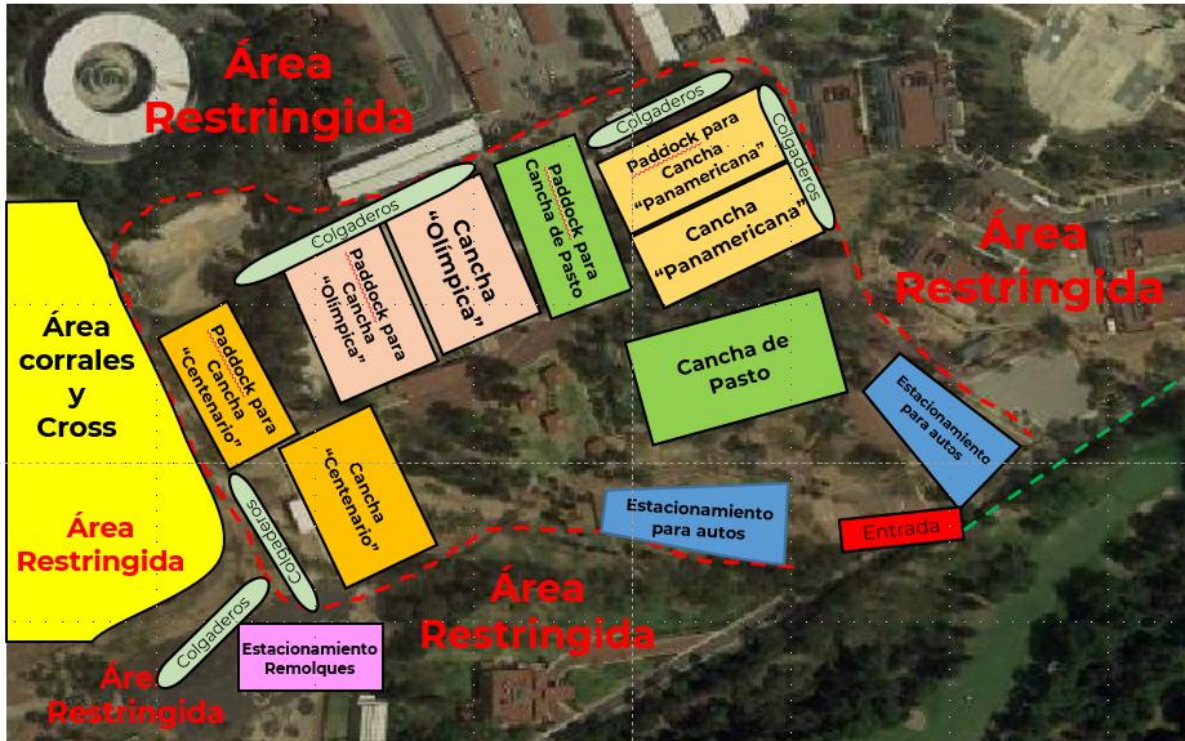 Área
Restringida
Colgaderos
Paddock para
Cancha
“Panamericana”
Colgaderos
Cancha
“Panamericana”
Paddock para
Cancha de Pasto
Colgaderos
Cancha
“Olímpica”
Paddock para
Cancha
“Olímpica”
Área
Restringida
Área
corrales
y
Cross
Área
Restringida
Paddock para
Cancha
“Centenario”
Cancha
“Centenario”
Cancha de
Pasto
Estacionamiento
para autos
Estacionamiento
para autos
Entrada
Colgaderos
Colgaderos
Área
Restringida
Estacionamiento
Remolques
Áre
Restringida